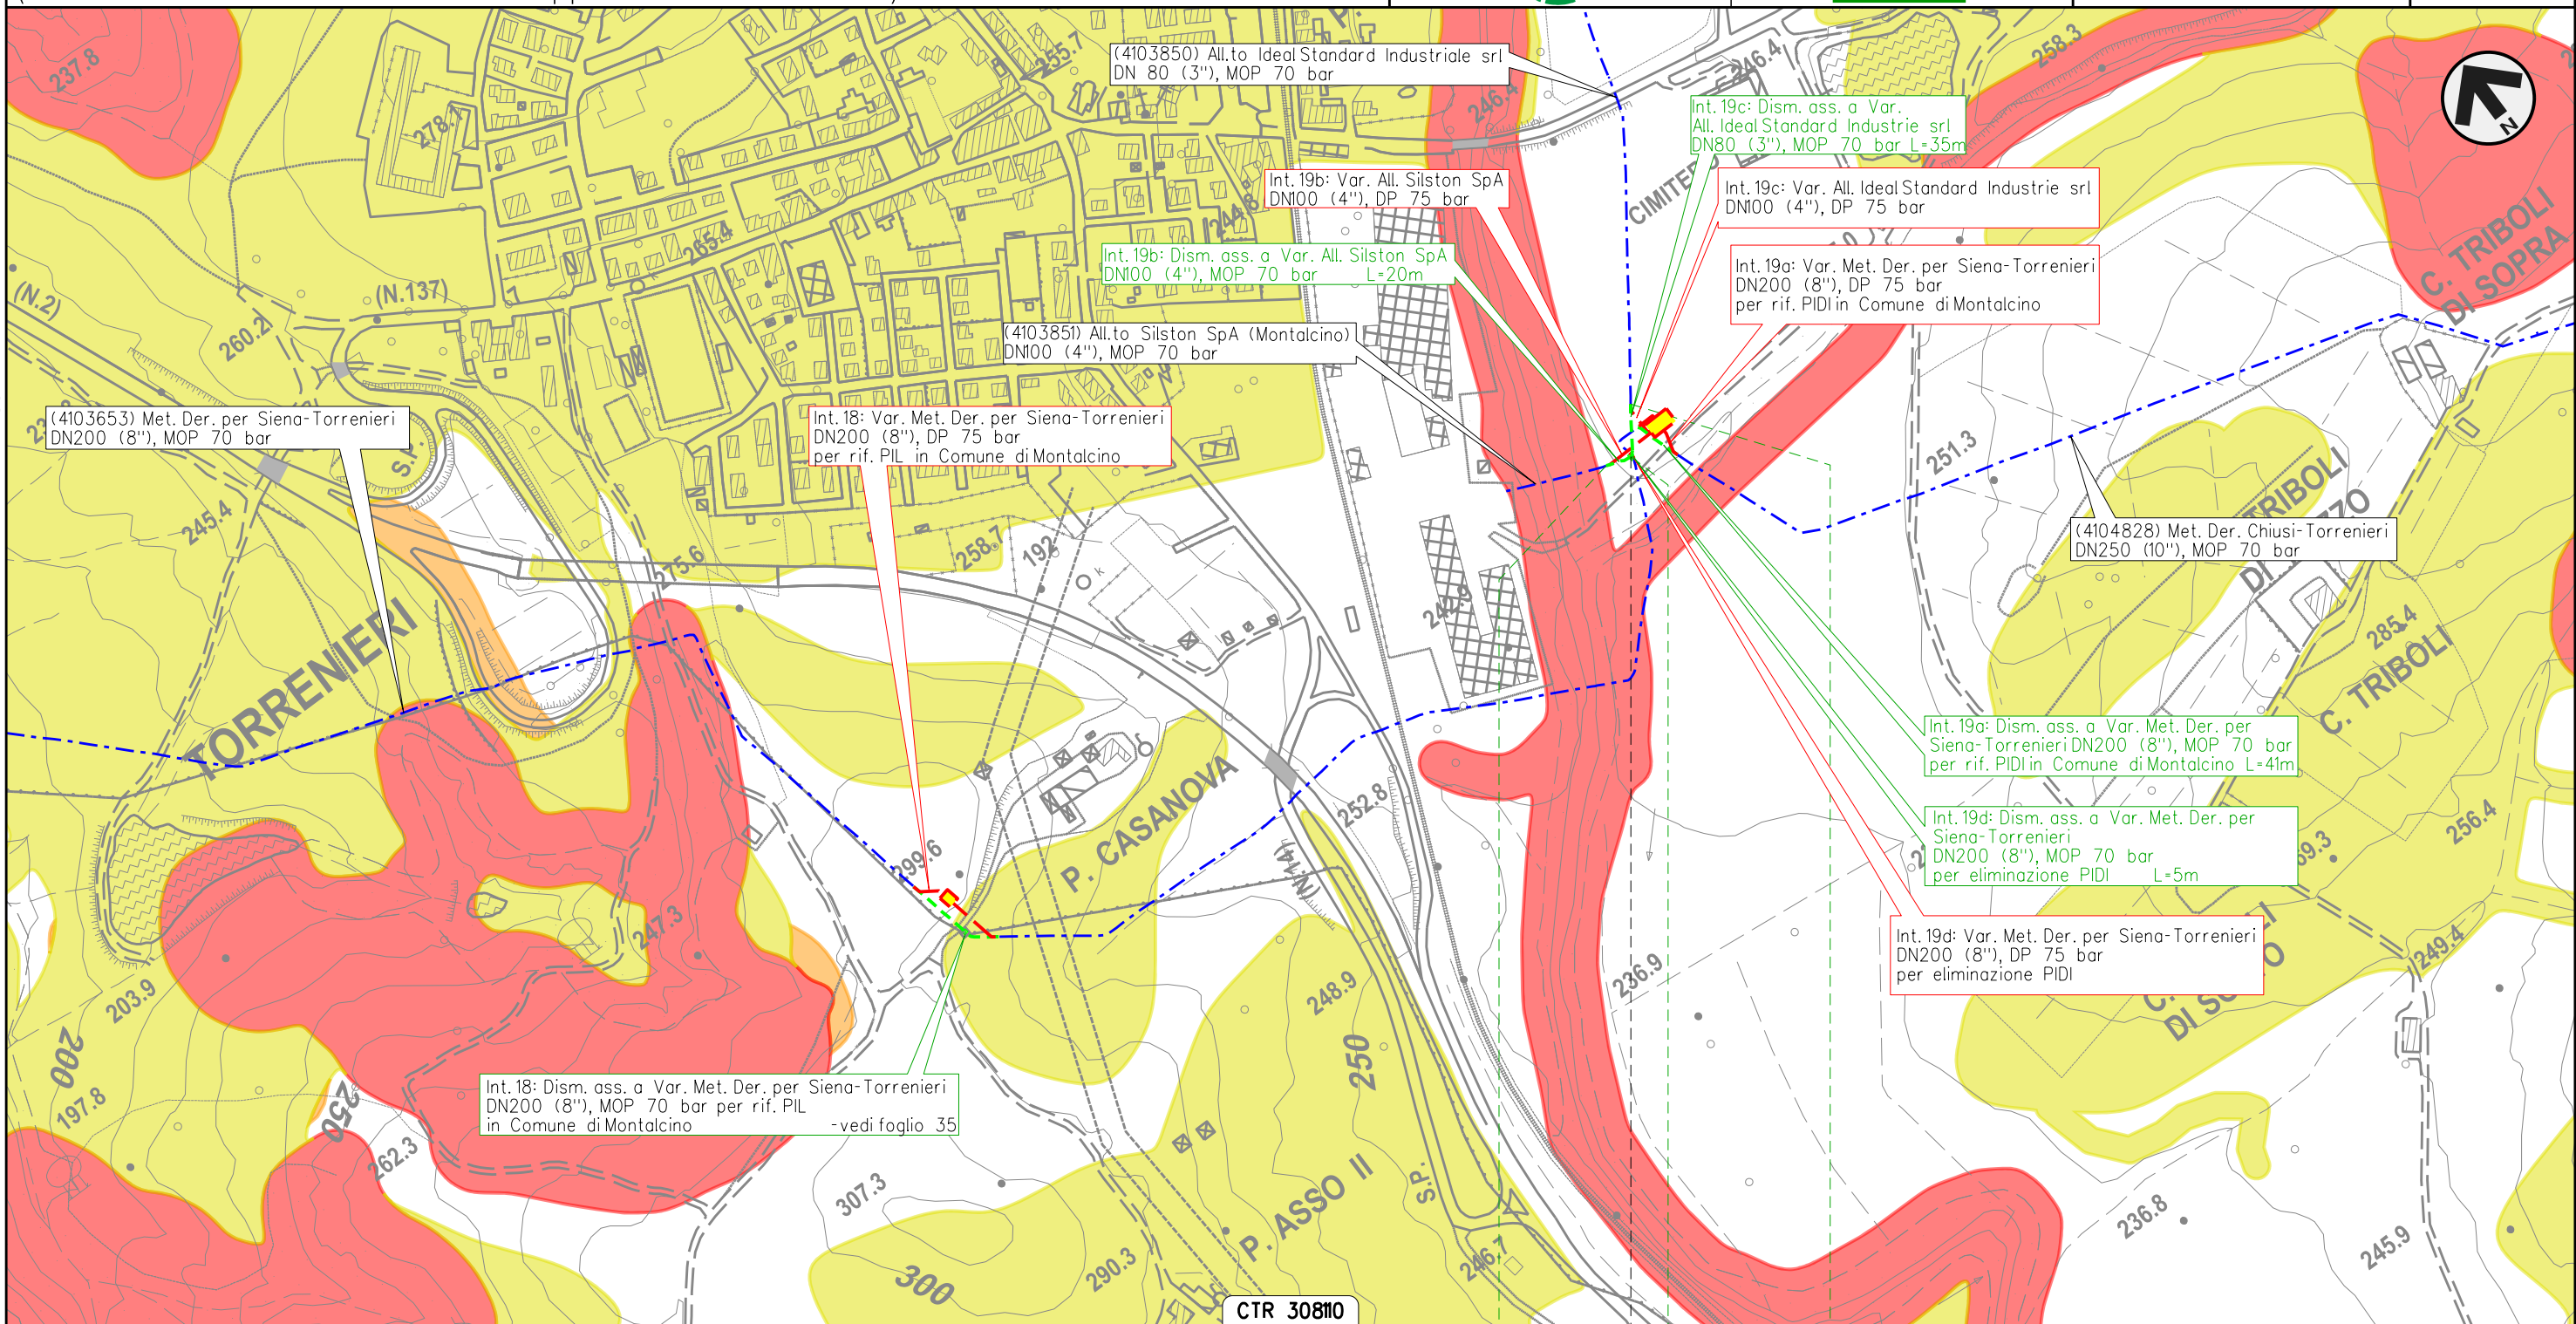 (4103850) All.to Ideal Standard Industriale srl
DN 80 (3"), MOP 70 bar
Int. 19c: Dism. ass. a Var.
All. Ideal Standard Industrie srl
DN80 (3"), MOP 70 bar L=35m
Int. 19b: Var. All. Silston SpA
DN100 (4"), DP 75 bar
Int. 19c: Var. All. Ideal Standard Industrie srl
DN100 (4"), DP 75 bar
Int. 19b: Dism. ass. a Var. All. Silston SpA
DN100 (4"), MOP 70 bar L=20m
Int. 19a: Var. Met. Der. per Siena-Torrenieri
DN200 (8"), DP 75 bar
per rif. PIDI in Comune di Montalcino
(4103851) All.to Silston SpA (Montalcino)
DN100 (4"), MOP 70 bar
(4103653) Met. Der. per Siena-Torrenieri
DN200 (8"), MOP 70 bar
Int. 18: Var. Met. Der. per Siena-Torrenieri
DN200 (8"), DP 75 bar
per rif. PIL in Comune di Montalcino
(4104828) Met. Der. Chiusi-Torrenieri
DN250 (10"), MOP 70 bar
Int. 19a: Dism. ass. a Var. Met. Der. per
Siena-Torrenieri DN200 (8"), MOP 70 bar
per rif. PIDI in Comune di Montalcino L=41m
Int. 19d: Dism. ass. a Var. Met. Der. per
Siena-Torrenieri
DN200 (8"), MOP 70 bar
per eliminazione PIDI L=5m
Int. 19d: Var. Met. Der. per Siena-Torrenieri
DN200 (8"), DP 75 bar
per eliminazione PIDI
Int. 18: Dism. ass. a Var. Met. Der. per Siena-Torrenieri
DN200 (8"), MOP 70 bar per rif. PIL
in Comune di Montalcino -vedi foglio 35
237.8
278.1
255.7
246.4
246.4
258.3
N
C. TRIBOLI
DI SOPRA
244.8
265.4
(N.2)
(N.137)
260.2
245.4
TORRENIERI
275.6
258.7
192
242.9
251.3
285.4
C. TRIBOLI
P. CASANOVA
252.8
(N.14)
299.6
247.3
203.9
200
197.8
250
262.3
307.3
300
290.3
P. ASSO II
S.P.
246.7
250
248.9
236.9
256.4
249.4
236.8
245.9
CTR 308110